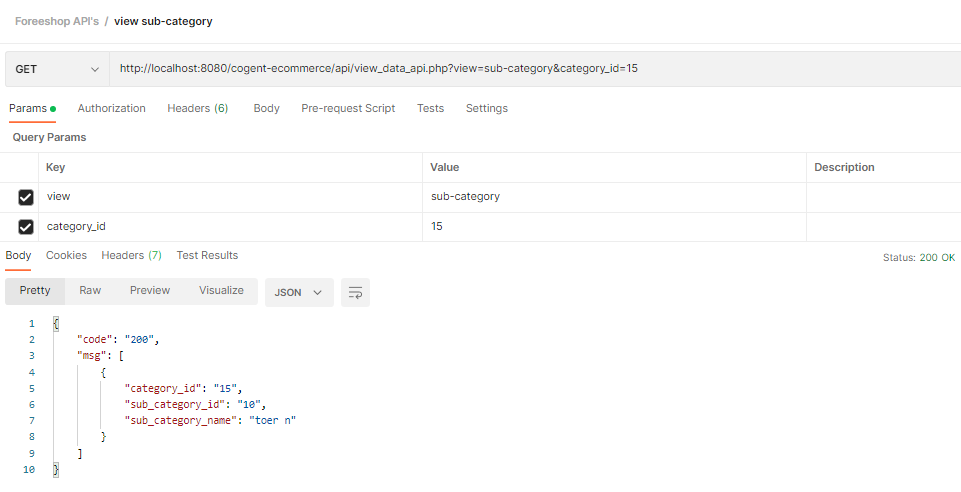 Foreeshop API's / view sub-category
GET http://localhost:8080/cogent-ecommerce/api/view_data_api.php?view=sub-category&category_id=15
Params Authorization Headers (6) Body Pre-request Script Tests Settings
Query Params
Key Value Description
view sub-category
category_id 15
Body Cookies Headers (7) Test Results Status: 200 OK
Pretty Raw Preview Visualize JSON
1 {
2 "code": "200",
3 "msg": [
4 {
5 "category_id": "15",
6 "sub_category_id": "10",
7 "sub_category_name": "toer n"
8 }
9 ]
10 }